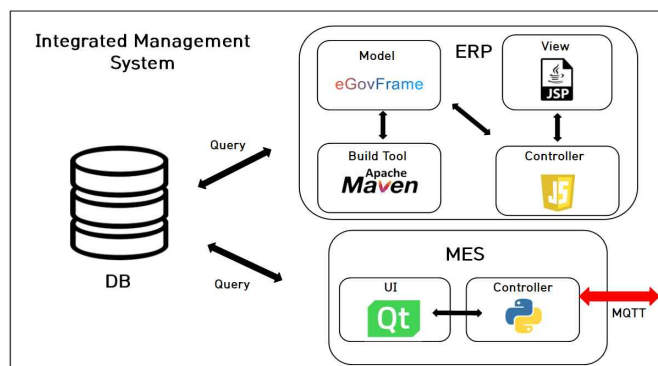 Integrated Management
System
ERP
Model
eGovFrame
View
JSP
Query
Build Tool
Apache
Maven
Controller
JS
DB
Query
MES
UI
Qt
Controller
MQTT